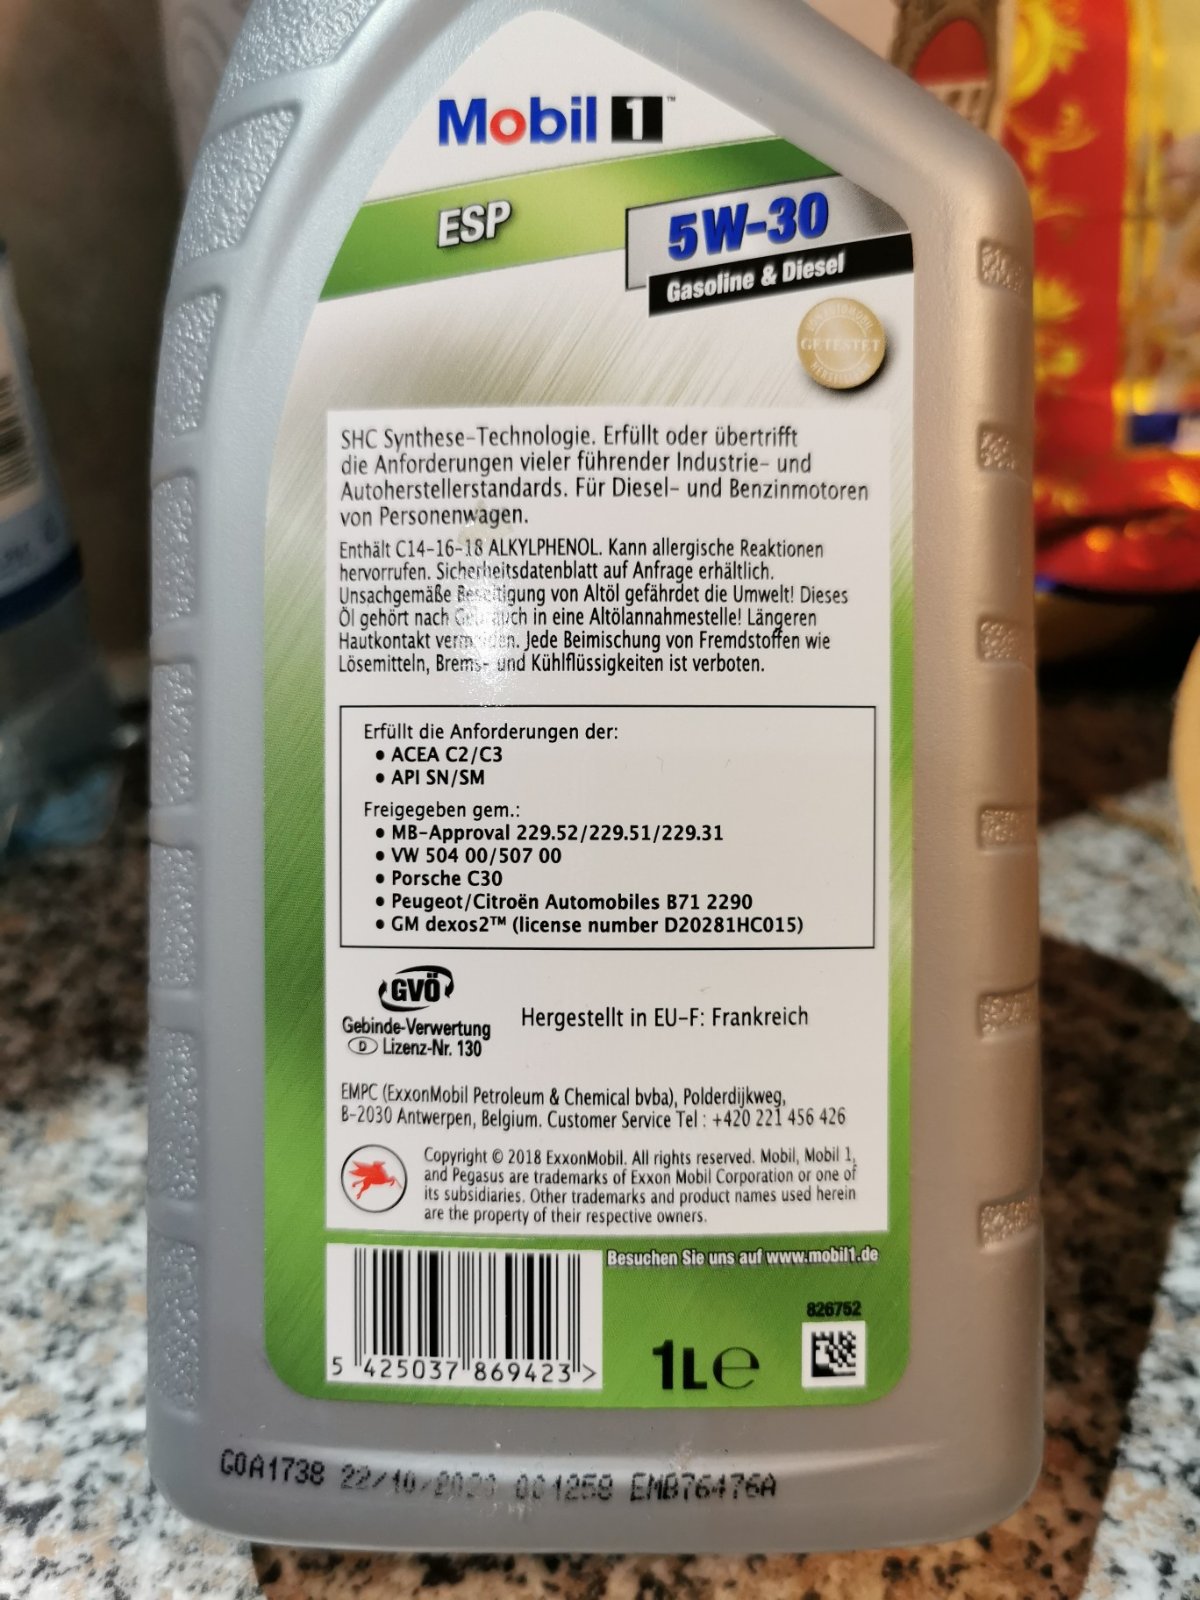 Mobil 1™
ESP
5W-30
Gasoline & Diesel
GETESTET
SHC Synthese-Technologie. Erfüllt oder übertrifft
die Anforderungen vieler führender Industrie- und
Autoherstellerstandards. Für Diesel- und Benzinmotoren
von Personenwagen.
Enthält C14-16-18 ALKYLPHENOL. Kann allergische Reaktionen
hervorrufen. Sicherheitsdatenblatt auf Anfrage erhältlich.
Unsachgemäße Beseitigung von Altöl gefährdet die Umwelt! Dieses
Öl gehört nach Gebrauch in eine Altölannahmestelle! Längeren
Hautkontakt vermeiden. Jede Beimischung von Fremdstoffen wie
Lösemitteln, Brems- und Kühlflüssigkeiten ist verboten.
Erfüllt die Anforderungen der:
• ACEA C2/C3
• API SN/SM
Freigegeben gem.:
• MB-Approval 229.52/229.51/229.31
• VW 504 00/507 00
• Porsche C30
• Peugeot/Citroën Automobiles B71 2290
• GM dexos2™ (license number D20281HC015)
GVÖ
Gebinde-Verwertung
D Lizenz-Nr. 130
Hergestellt in EU-F: Frankreich
EMPC (ExxonMobil Petroleum & Chemical bvba), Polderdijkweg,
B-2030 Antwerpen, Belgium. Customer Service Tel : +420 221 456 426
Copyright © 2018 ExxonMobil. All rights reserved. Mobil, Mobil 1,
and Pegasus are trademarks of Exxon Mobil Corporation or one of
its subsidiaries. Other trademarks and product names used herein
are the property of their respective owners.
Besuchen Sie uns auf www.mobil1.de
826752
5 425037 869423 >
1L℮
G0A1738 22/10/2020 001258 EMB76476A